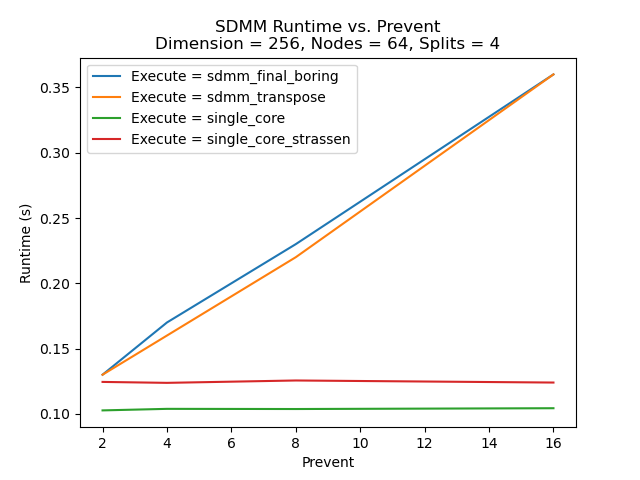 SDMM Runtime vs. Prevent
Dimension = 256, Nodes = 64, Splits = 4
Execute = sdmm_final_boring
Execute = sdmm_transpose
Execute = single_core
Execute = single_core_strassen
Runtime (s)
0.35
0.30
0.25
0.20
0.15
0.10
2 4 6 8 10 12 14 16
Prevent